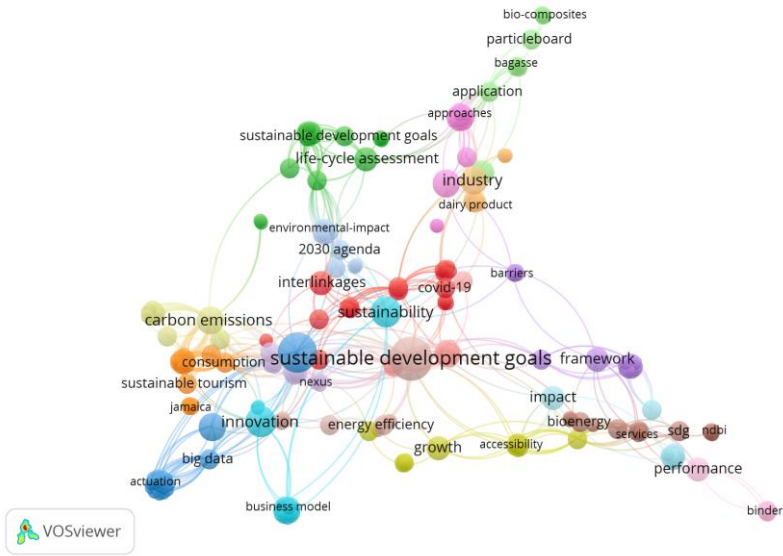 bio-composites
particleboard
bagasse
application
approaches
sustainable development goals
life-cycle assessment
industry
dairy product
environmental-impact
2030 agenda
barriers
interlinkages
covid-19
sustainability
carbon emissions
sustainable development goals
consumption
framework
sustainable tourism
nexus
impact
jamaica
innovation
energy efficiency
bioenergy
services
sdg
ndbi
growth
accessibility
big data
performance
actuation
business model
binder
VOSviewer